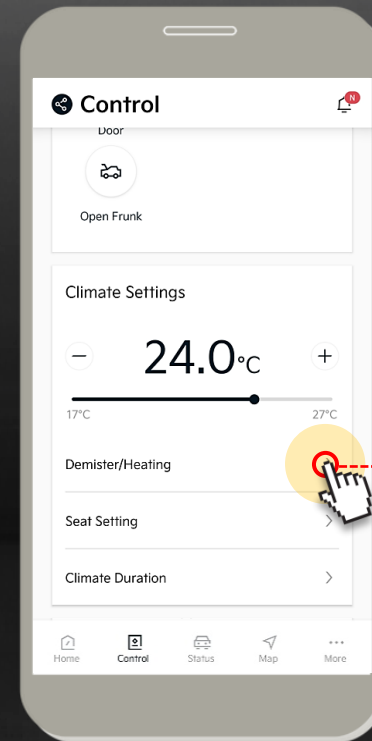 Control
N
Door
Open Frunk
Climate Settings
24.0°C
17°C 27°C
Demister/Heating
Seat Setting
Climate Duration
Home Control Status Map More